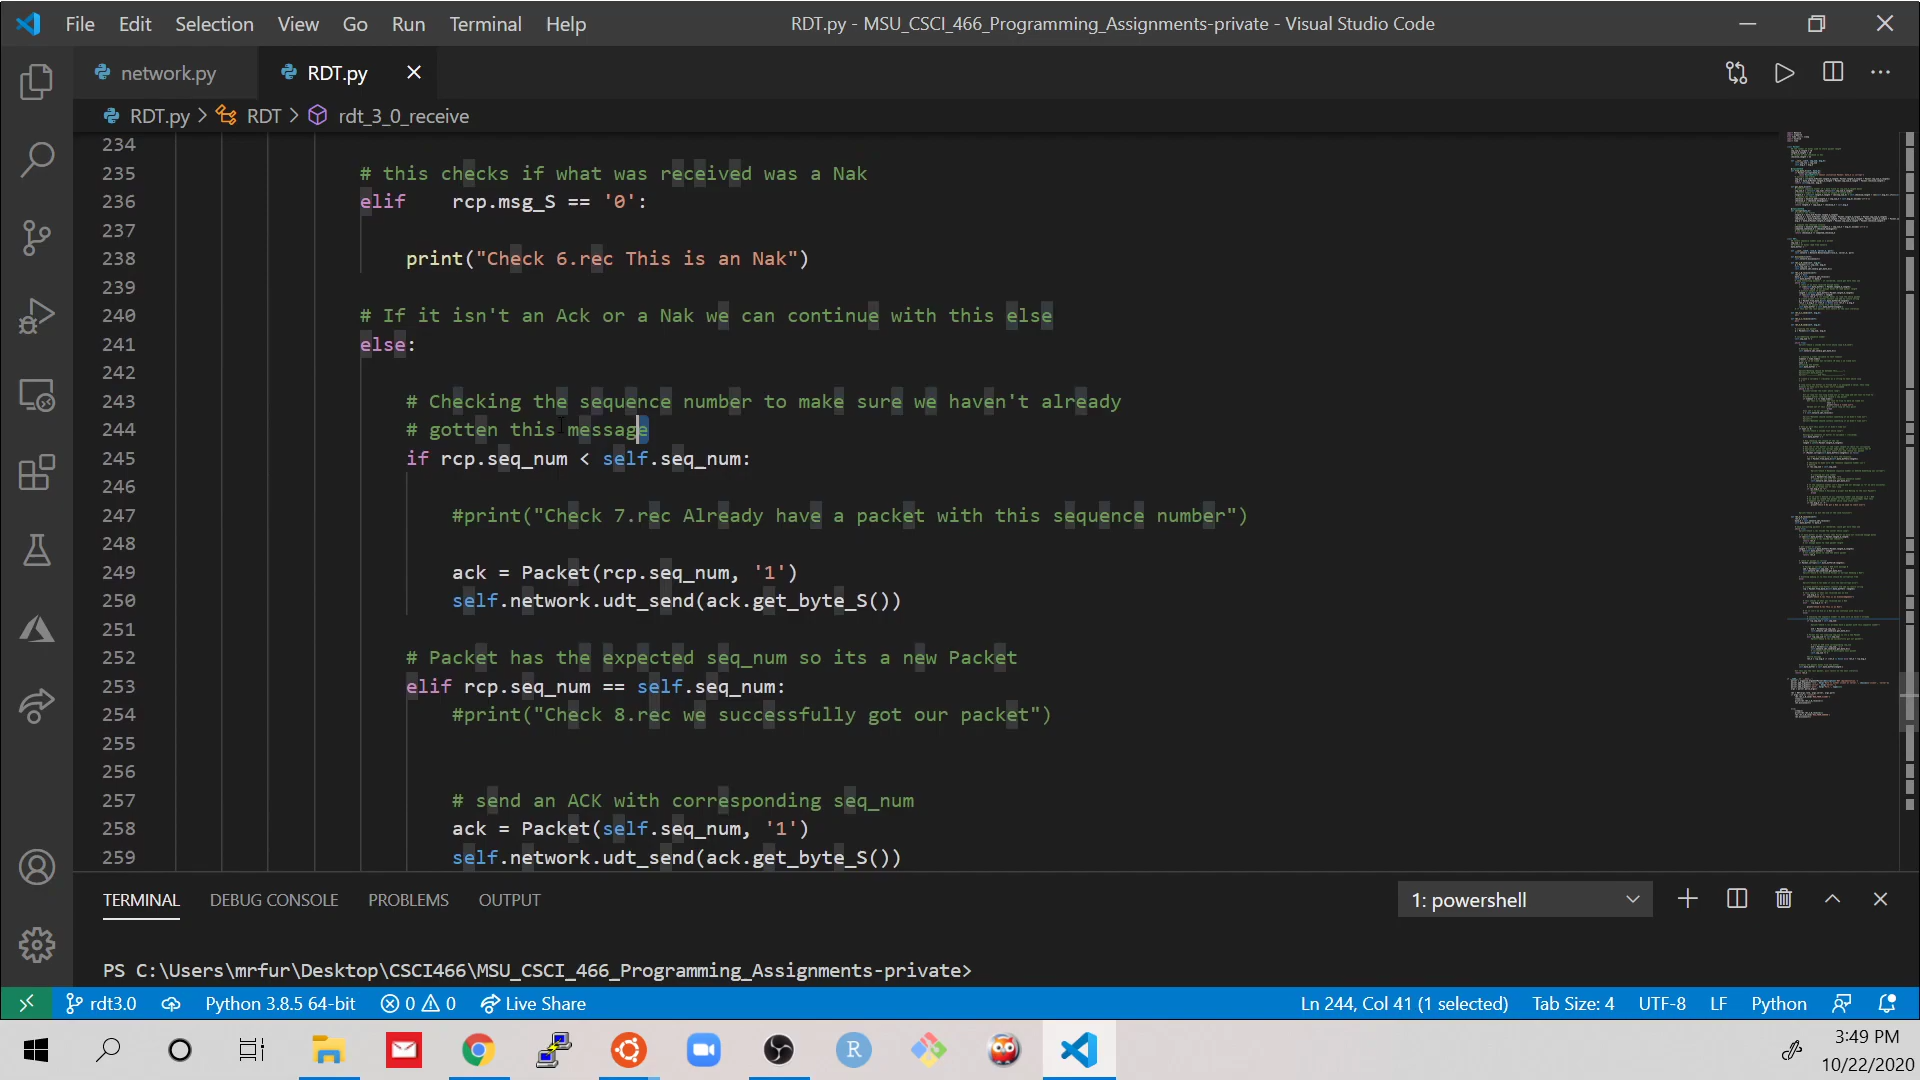 File Edit Selection View Go Run Terminal Help
RDT.py - MSU_CSCI_466_Programming_Assignments-private - Visual Studio Code
network.py RDT.py
RDT.py > RDT > rdt_3_0_receive
234
235 # this checks if what was received was a Nak
236 elif    rcp.msg_S == '0':
237
238 print("Check 6.rec This is an Nak")
239
240 # If it isn't an Ack or a Nak we can continue with this else
241 else:
242
243 # Checking the sequence number to make sure we haven't already
244 # gotten this message
245 if rcp.seq_num < self.seq_num:
246
247 #print("Check 7.rec Already have a packet with this sequence number")
248
249 ack = Packet(rcp.seq_num, '1')
250 self.network.udt_send(ack.get_byte_S())
251
252 # Packet has the expected seq_num so its a new Packet
253 elif rcp.seq_num == self.seq_num:
254 #print("Check 8.rec we successfully got our packet")
255
256
257 # send an ACK with corresponding seq_num
258 ack = Packet(self.seq_num, '1')
259 self.network.udt_send(ack.get_byte_S())
TERMINAL DEBUG CONSOLE PROBLEMS OUTPUT
1: powershell
PS C:\Users\mrfur\Desktop\CSCI466\MSU_CSCI_466_Programming_Assignments-private>
rdt3.0 Python 3.8.5 64-bit 0 0 Live Share
Ln 244, Col 41 (1 selected) Tab Size: 4 UTF-8 LF Python
R
3:49 PM
10/22/2020